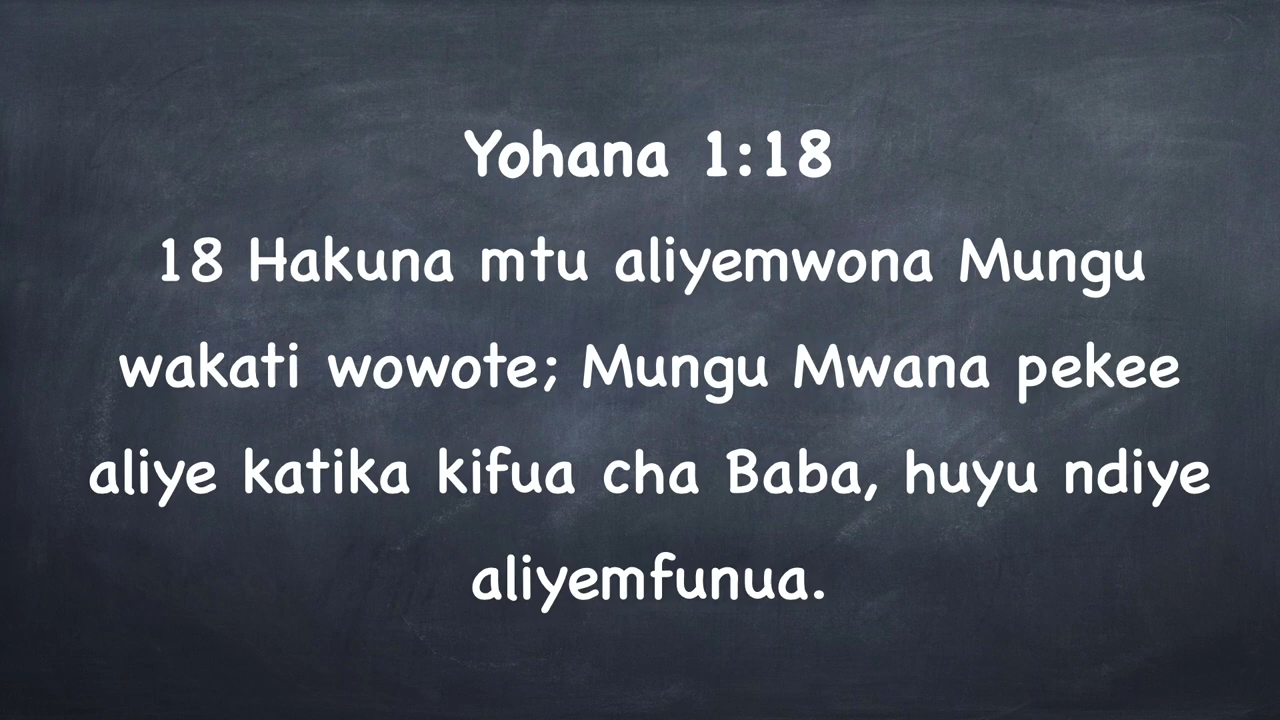 Yohana 1:18
18 Hakuna mtu aliyemwona Mungu
wakati wowote; Mungu Mwana pekee
aliye katika kifua cha Baba, huyu ndiye
aliyemfunua.